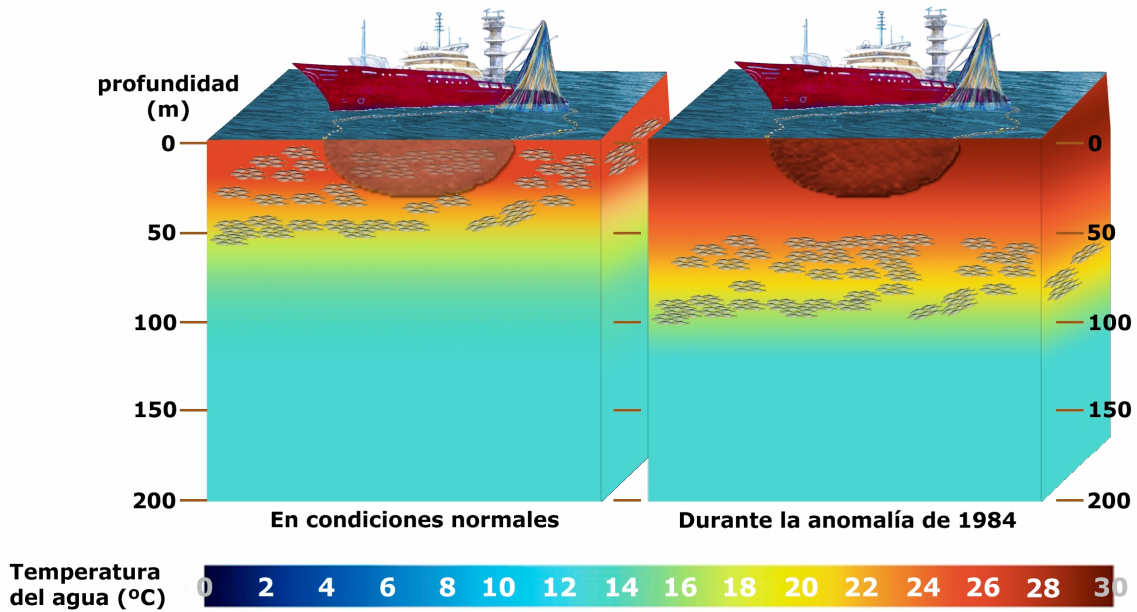 profundidad
(m)
0
50
100
150
200
0
50
100
150
200
En condiciones normales
Durante la anomalía de 1984
Temperatura
del agua (ºC)
0 2 4 6 8 10 12 14 16 18 20 22 24 26 28 30